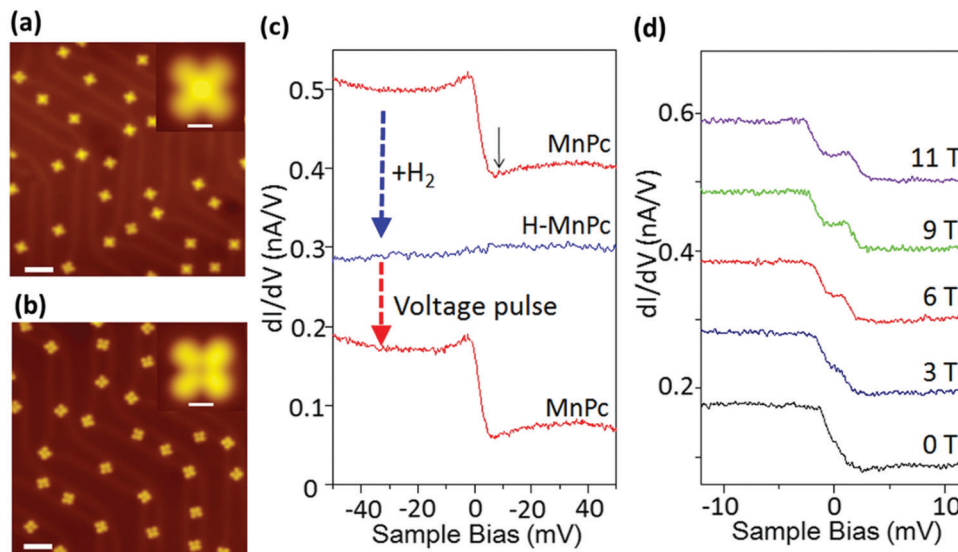 (a)
(b)
(c)
dI/dV (nA/V)
0.5
0.4
0.3
0.2
0.1
0
MnPc
+H2
H-MnPc
Voltage pulse
MnPc
-40
-20
0
20
40
Sample Bias (mV)
(d)
dI/dV (nA/V)
0.6
0.4
0.2
11 T
9 T
6 T
3 T
0 T
-10
0
10
Sample Bias (mV)